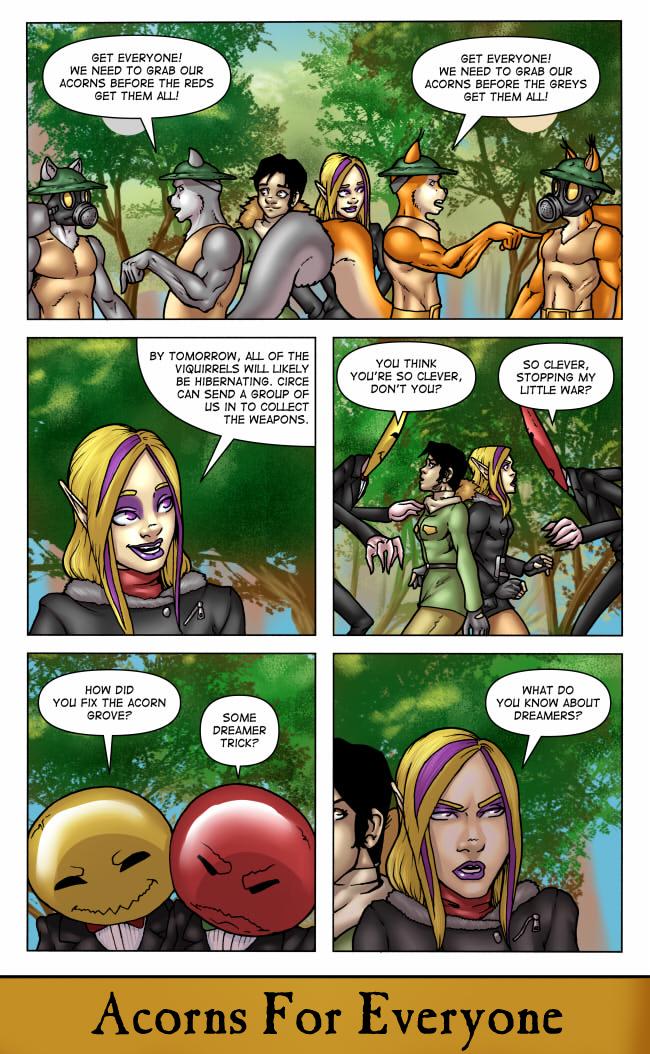 GET EVERYONE!
WE NEED TO GRAB OUR
ACORNS BEFORE THE REDS
GET THEM ALL!
GET EVERYONE!
WE NEED TO GRAB OUR
ACORNS BEFORE THE GREYS
GET THEM ALL!
BY TOMORROW, ALL OF THE
VIQUIRRELS WILL LIKELY
BE HIBERNATING. CIRCE
CAN SEND A GROUP OF
US IN TO COLLECT
THE WEAPONS.
YOU THINK
YOU'RE SO CLEVER,
DON'T YOU?
SO CLEVER,
STOPPING MY
LITTLE WAR?
HOW DID
YOU FIX THE ACORN
GROVE?
SOME
DREAMER
TRICK?
WHAT DO
YOU KNOW ABOUT
DREAMERS?
Acorns For Everyone